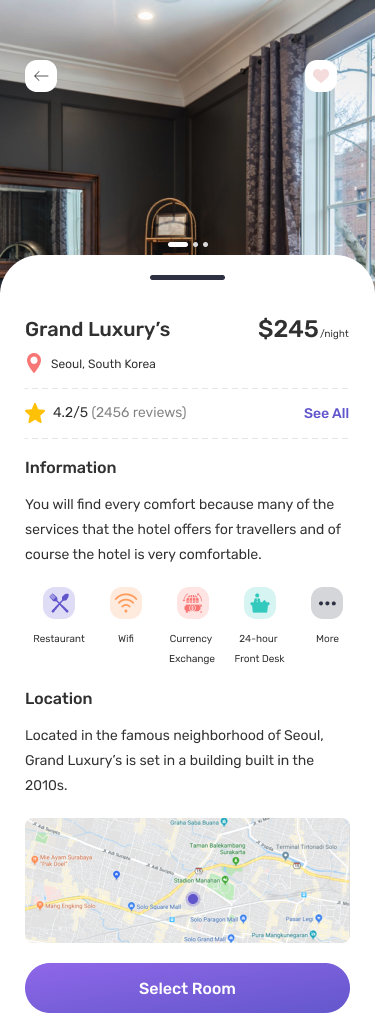 Grand Luxury's
$245/night
Seoul, South Korea
4.2/5 (2456 reviews)
See All
Information
You will find every comfort because many of the
services that the hotel offers for travellers and of
course the hotel is very comfortable.
Restaurant
Wifi
Currency
Exchange
24-hour
Front Desk
More
Location
Located in the famous neighborhood of Seoul,
Grand Luxury's is set in a building built in the
2010s.
Graha Saba Buana
Jl. Adi Sumarmo
Mie Ayam Surabaya
"Pak Doel"
Taman Balekambang
Surakarta
Terminal Tirtonadi Solo
Stadion Manahan
Mang Engking Solo
Solo Square Mall
Solo Paragon Mall
Pasar Legi
Solo Grand Mall
Pura Mangkunegaran
Select Room